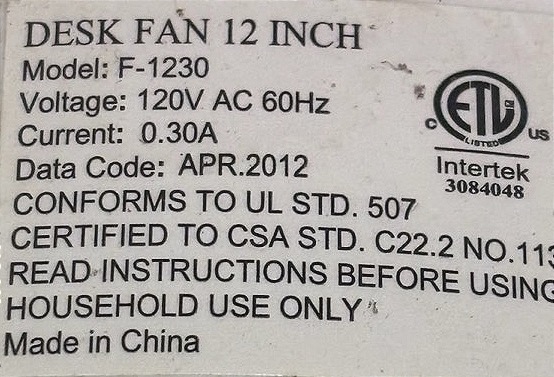 DESK FAN 12 INCH
Model: F-1230
Voltage: 120V AC 60Hz
Current: 0.30A
Data Code: APR.2012
CONFORMS TO UL STD. 507
CERTIFIED TO CSA STD. C22.2 NO.113
READ INSTRUCTIONS BEFORE USING
HOUSEHOLD USE ONLY
Made in China
ETL
C US
LISTED
Intertek
3084048